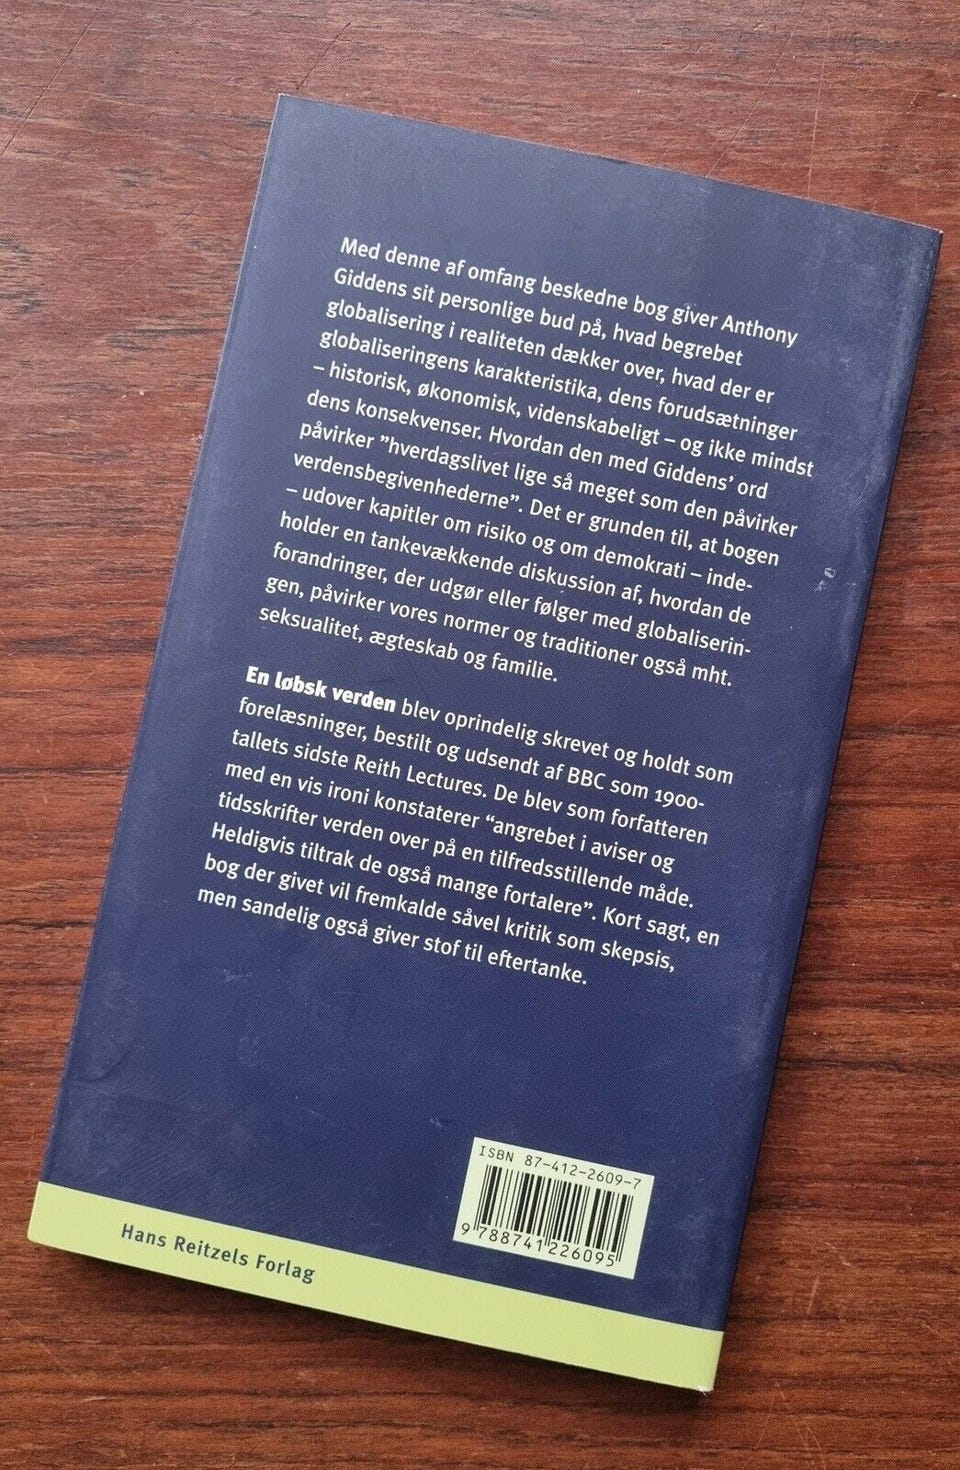 Med denne af omfang beskedne bog giver Anthony
Giddens sit personlige bud på, hvad begrebet
globalisering i realiteten dækker over, hvad der er
globaliseringens karakteristika, dens forudsætninger
– historisk, økonomisk, videnskabeligt – og ikke mindst
dens konsekvenser. Hvordan den med Giddens’ ord
påvirker ”hverdagslivet lige så meget som den påvirker
verdensbegivenhederne”. Det er grunden til, at bogen
– udover kapitler om risiko og om demokrati – inde-
holder en tankevækkende diskussion af, hvordan de
forandringer, der udgør eller følger med globaliserin-
gen, påvirker vores normer og traditioner også mht.
seksualitet, ægteskab og familie.
En løbsk verden blev oprindelig skrevet og holdt som
forelæsninger, bestilt og udsendt af BBC som 1900-
tallets sidste Reith Lectures. De blev som forfatteren
med en vis ironi konstaterer “angrebet i aviser og
tidsskrifter verden over på en tilfredsstillende måde.
Heldigvis tiltrak de også mange fortalere”. Kort sagt, en
bog der givet vil fremkalde såvel kritik som skepsis,
men sandelig også giver stof til eftertanke.
ISBN 87-412-2609-7
9 788741 226095
Hans Reitzels Forlag